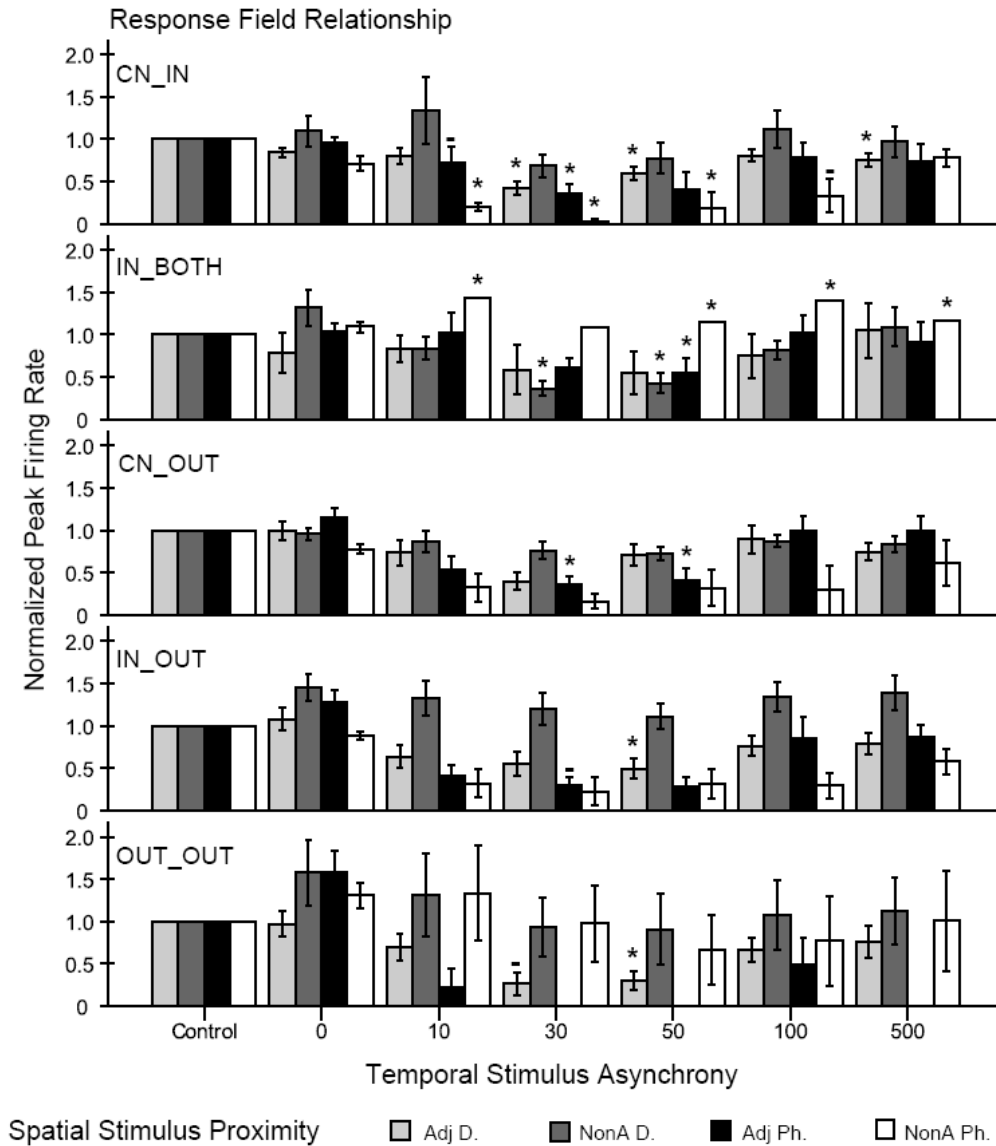 Response Field Relationship
Normalized Peak Firing Rate
2.0
CN_IN
1.5
1.0
0.5
0
* * * * * * *
2.0
IN_BOTH
1.5
1.0
0.5
0
* * * * * * *
2.0
CN_OUT
1.5
1.0
0.5
0
* *
2.0
IN_OUT
1.5
1.0
0.5
0
*
2.0
OUT_OUT
1.5
1.0
0.5
0
*
Control 0 10 30 50 100 500
Temporal Stimulus Asynchrony
Spatial Stimulus Proximity Adj D. NonA D. Adj Ph. NonA Ph.